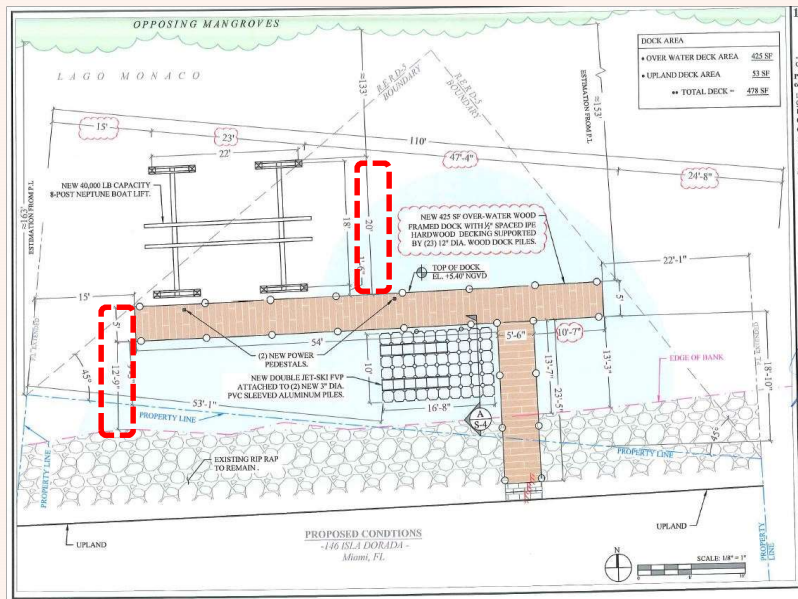 OPPOSING MANGROVES
LAGO MONACO
R.E.R.D-5
BOUNDARY
R.E.R.D-5
BOUNDARY
DOCK AREA
• OVER WATER DECK AREA 425 SF
• UPLAND DECK AREA 53 SF
•• TOTAL DECK = 478 SF
≈133'
≈153'
ESTIMATION FROM P.L
≈163'
ESTIMATION FROM P.L
15'
23'
110'
47'-4"
24'-8"
22'
18'
20'
NEW 40,000 LB CAPACITY
8-POST NEPTUNE BOAT LIFT.
NEW 425 SF OVER-WATER WOOD
FRAMED DOCK WITH ½" SPACED IPE
HARDWOOD DECKING SUPPORTED
BY (23) 12" DIA. WOOD DOCK PILES.
TOP OF DOCK
EL. +5.40' NGVD
22'-1"
15'
5'
5'
54'
5'-6"
10'-7"
(2) NEW POWER
PEDESTALS.
NEW DOUBLE JET-SKI FVP
ATTACHED TO (2) NEW 3" DIA.
PVC SLEEVED ALUMINUM PILES.
10'
16'-8"
13'-7"
23'-5"
13'-3"
18'-10"
12'-9"
45°
45°
53'-1"
EDGE OF BANK
PROPERTY LINE
PROPERTY LINE
PROPERTY LINE
PROPERTY LINE
A
S-4
EXISTING RIP RAP
TO REMAIN.
UPLAND
UPLAND
PROPOSED CONDTIONS
-146 ISLA DORADA -
Miami, FL
N
SCALE: 1/8" = 1"